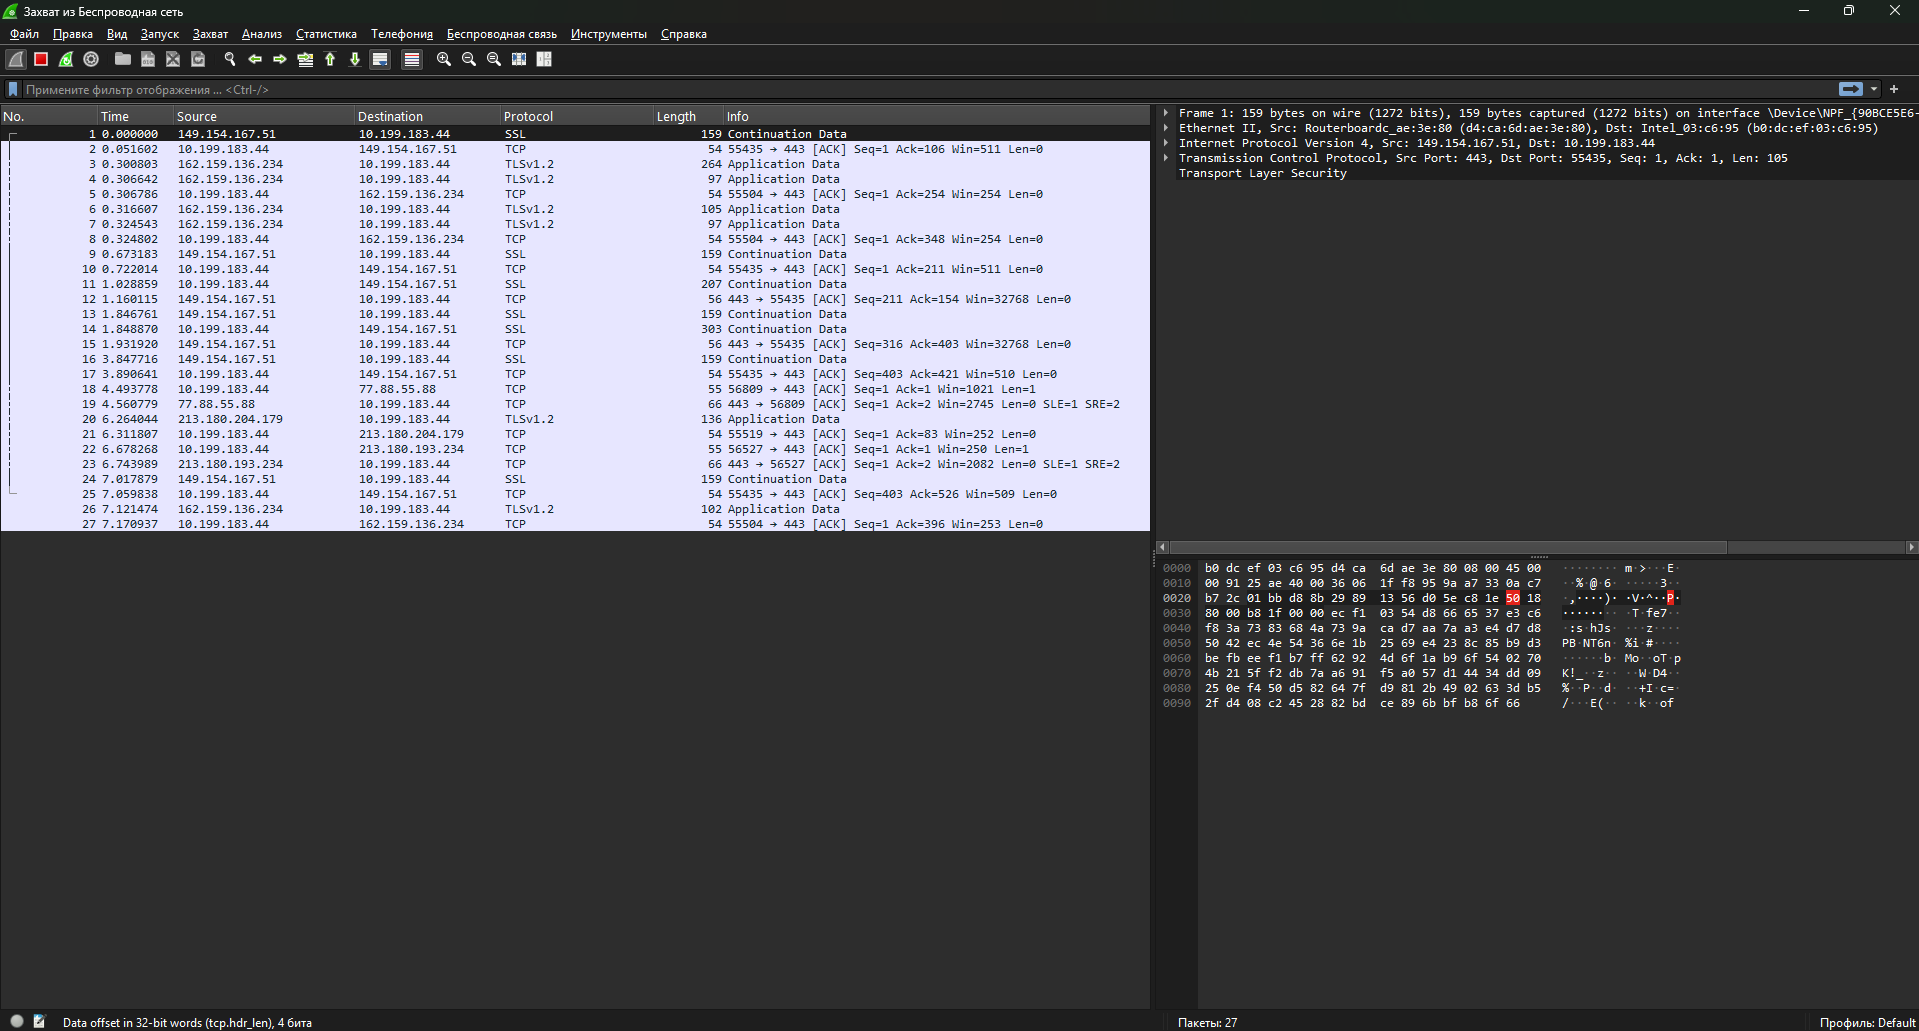 Захват из Беспроводная сеть
Файл Правка Вид Запуск Захват Анализ Статистика Телефония Беспроводная связь Инструменты Справка
Примените фильтр отображения ... <Ctrl-/>
No. Time Source Destination Protocol Length Info
1 0.000000 149.154.167.51 10.199.183.44 SSL 159 Continuation Data
2 0.051602 10.199.183.44 149.154.167.51 TCP 54 55435 → 443 [ACK] Seq=1 Ack=106 Win=511 Len=0
3 0.300803 162.159.136.234 10.199.183.44 TLSv1.2 264 Application Data
4 0.306642 162.159.136.234 10.199.183.44 TLSv1.2 97 Application Data
5 0.306786 10.199.183.44 162.159.136.234 TCP 54 55504 → 443 [ACK] Seq=1 Ack=254 Win=254 Len=0
6 0.316607 162.159.136.234 10.199.183.44 TLSv1.2 105 Application Data
7 0.324543 162.159.136.234 10.199.183.44 TLSv1.2 97 Application Data
8 0.324802 10.199.183.44 162.159.136.234 TCP 54 55504 → 443 [ACK] Seq=1 Ack=348 Win=254 Len=0
9 0.673183 149.154.167.51 10.199.183.44 SSL 159 Continuation Data
10 0.722014 10.199.183.44 149.154.167.51 TCP 54 55435 → 443 [ACK] Seq=1 Ack=211 Win=511 Len=0
11 1.028859 10.199.183.44 149.154.167.51 SSL 207 Continuation Data
12 1.160115 149.154.167.51 10.199.183.44 TCP 56 443 → 55435 [ACK] Seq=211 Ack=154 Win=32768 Len=0
13 1.846761 149.154.167.51 10.199.183.44 SSL 159 Continuation Data
14 1.848870 10.199.183.44 149.154.167.51 SSL 303 Continuation Data
15 1.931920 149.154.167.51 10.199.183.44 TCP 56 443 → 55435 [ACK] Seq=316 Ack=403 Win=32768 Len=0
16 3.847716 149.154.167.51 10.199.183.44 SSL 159 Continuation Data
17 3.890641 10.199.183.44 149.154.167.51 TCP 54 55435 → 443 [ACK] Seq=403 Ack=421 Win=510 Len=0
18 4.493778 10.199.183.44 77.88.55.88 TCP 55 56809 → 443 [ACK] Seq=1 Ack=1 Win=1021 Len=1
19 4.560779 77.88.55.88 10.199.183.44 TCP 66 443 → 56809 [ACK] Seq=1 Ack=2 Win=2745 Len=0 SLE=1 SRE=2
20 6.264044 213.180.204.179 10.199.183.44 TLSv1.2 136 Application Data
21 6.311807 10.199.183.44 213.180.204.179 TCP 54 55519 → 443 [ACK] Seq=1 Ack=83 Win=252 Len=0
22 6.678268 10.199.183.44 213.180.193.234 TCP 55 56527 → 443 [ACK] Seq=1 Ack=1 Win=250 Len=1
23 6.743989 213.180.193.234 10.199.183.44 TCP 66 443 → 56527 [ACK] Seq=1 Ack=2 Win=2082 Len=0 SLE=1 SRE=2
24 7.017879 149.154.167.51 10.199.183.44 SSL 159 Continuation Data
25 7.059838 10.199.183.44 149.154.167.51 TCP 54 55435 → 443 [ACK] Seq=403 Ack=526 Win=509 Len=0
26 7.121474 162.159.136.234 10.199.183.44 TLSv1.2 102 Application Data
27 7.170937 10.199.183.44 162.159.136.234 TCP 54 55504 → 443 [ACK] Seq=1 Ack=396 Win=253 Len=0
Frame 1: 159 bytes on wire (1272 bits), 159 bytes captured (1272 bits) on interface \Device\NPF_{90BCE5E6-
Ethernet II, Src: Routerboardc_ae:3e:80 (d4:ca:6d:ae:3e:80), Dst: Intel_03:c6:95 (b0:dc:ef:03:c6:95)
Internet Protocol Version 4, Src: 149.154.167.51, Dst: 10.199.183.44
Transmission Control Protocol, Src Port: 443, Dst Port: 55435, Seq: 1, Ack: 1, Len: 105
Transport Layer Security
0000 b0 dc ef 03 c6 95 d4 ca 6d ae 3e 80 08 00 45 00 ········ m·>···E·
0010 00 91 25 ae 40 00 36 06 1f f8 95 9a a7 33 0a c7 ··%·@·6· ·····3··
0020 b7 2c 01 bb d8 8b 29 89 13 56 d0 5e c8 1e 50 18 ·,····)· ·V·^··P·
0030 80 00 b8 1f 00 00 ec f1 03 54 d8 66 65 37 e3 c6 ········ ·T·fe7··
0040 f8 3a 73 83 68 4a 73 9a ca d7 aa 7a a3 e4 d7 d8 ·:s·hJs· ···z····
0050 50 42 ec 4e 54 36 6e 1b 25 69 e4 23 8c 85 b9 d3 PB·NT6n· %i·#····
0060 be fb ee f1 b7 ff 62 92 4d 6f 1a b9 6f 54 02 70 ······b· Mo··oT·p
0070 4b 21 5f f2 db 7a a6 91 f5 a0 57 d1 44 34 dd 09 K!_··z·· ··W·D4··
0080 25 0e f4 50 d5 82 64 7f d9 81 2b 49 02 63 3d b5 %··P··d· ··+I·c=·
0090 2f d4 08 c2 45 28 82 bd ce 89 6b bf b8 6f 66 /···E(·· ··k··of
Data offset in 32-bit words (tcp.hdr_len), 4 бита Пакеты: 27 Профиль: Default